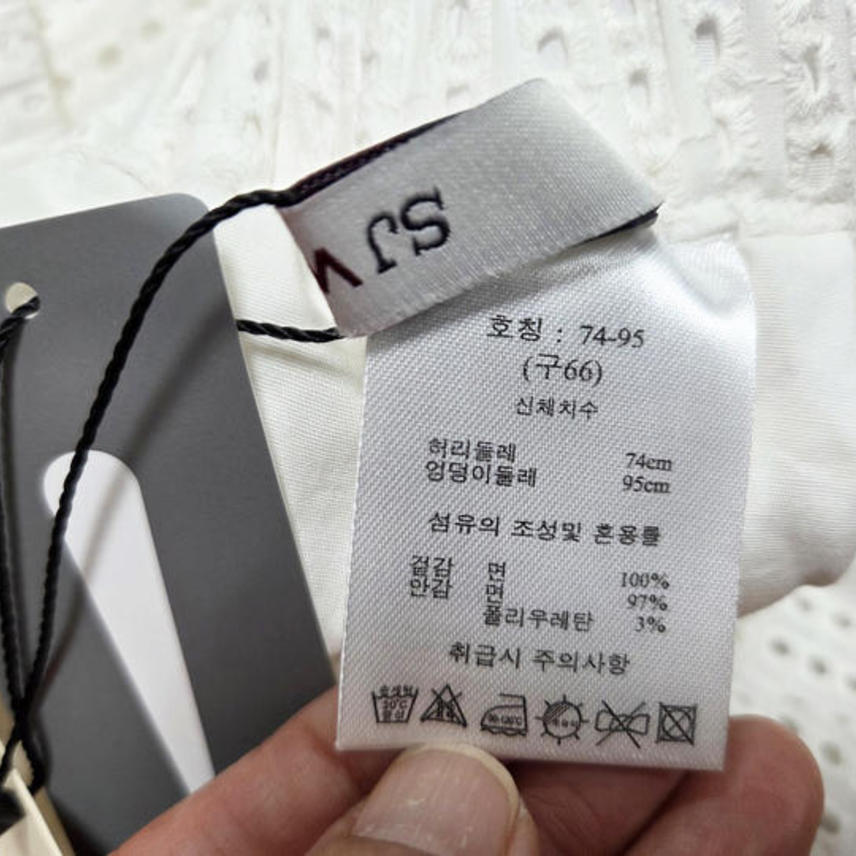 SJ
호칭 : 74-95
(구66)
신체치수
허리둘레 74cm
엉덩이둘레 95cm
섬유의 조성및 혼용률
겉감 면 100%
안감 면 97%
폴리우레탄 3%
취급시 주의사항
30℃